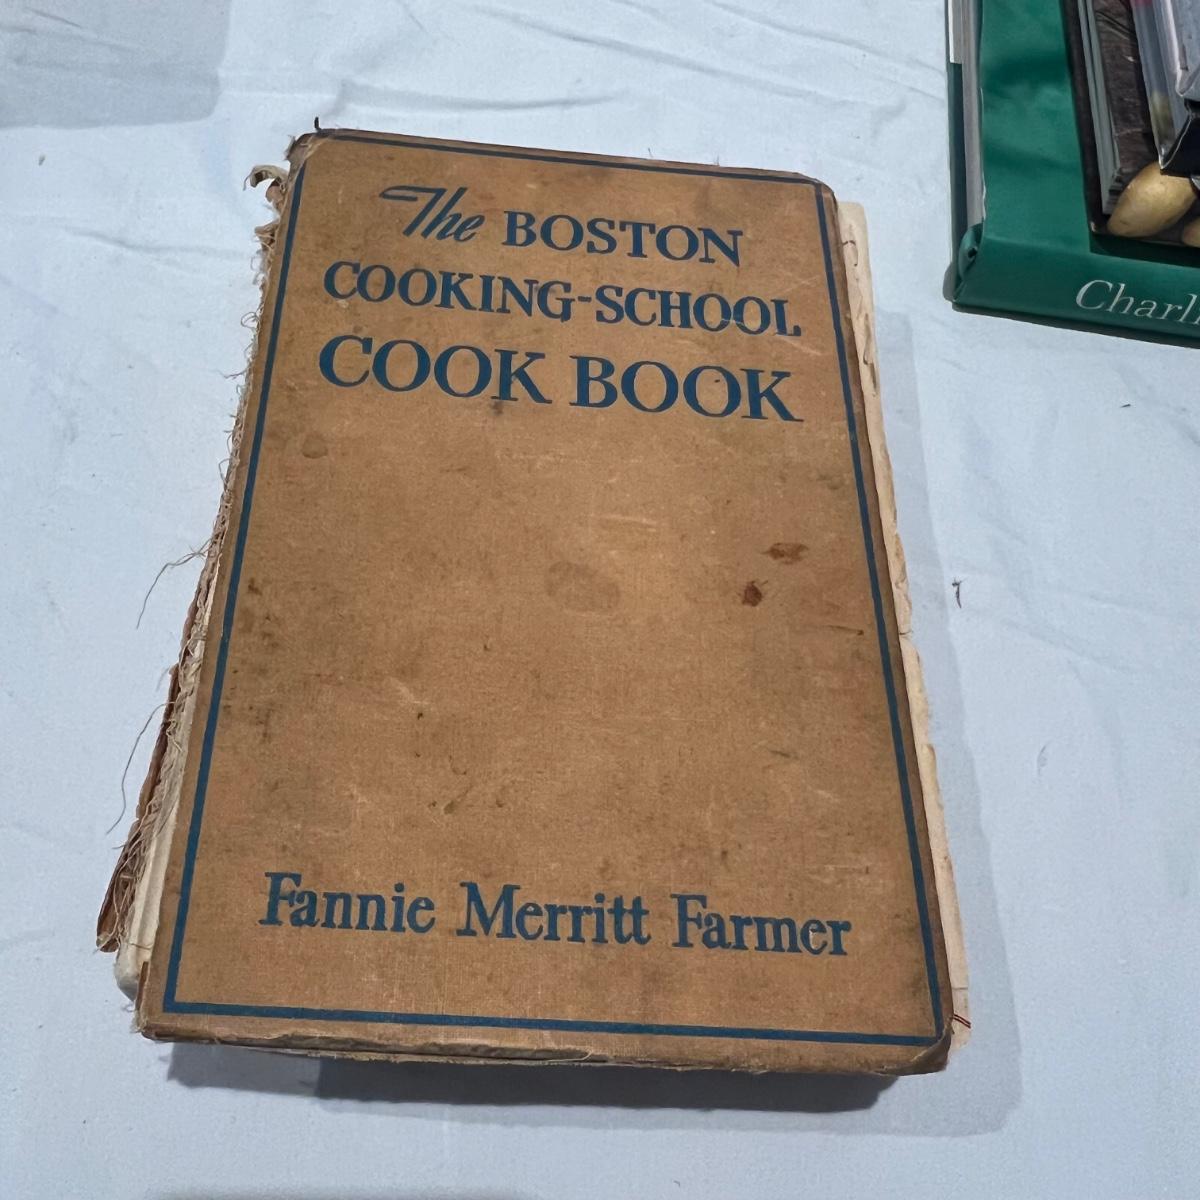 The BOSTON
COOKING-SCHOOL
COOK BOOK
Fannie Merritt Farmer